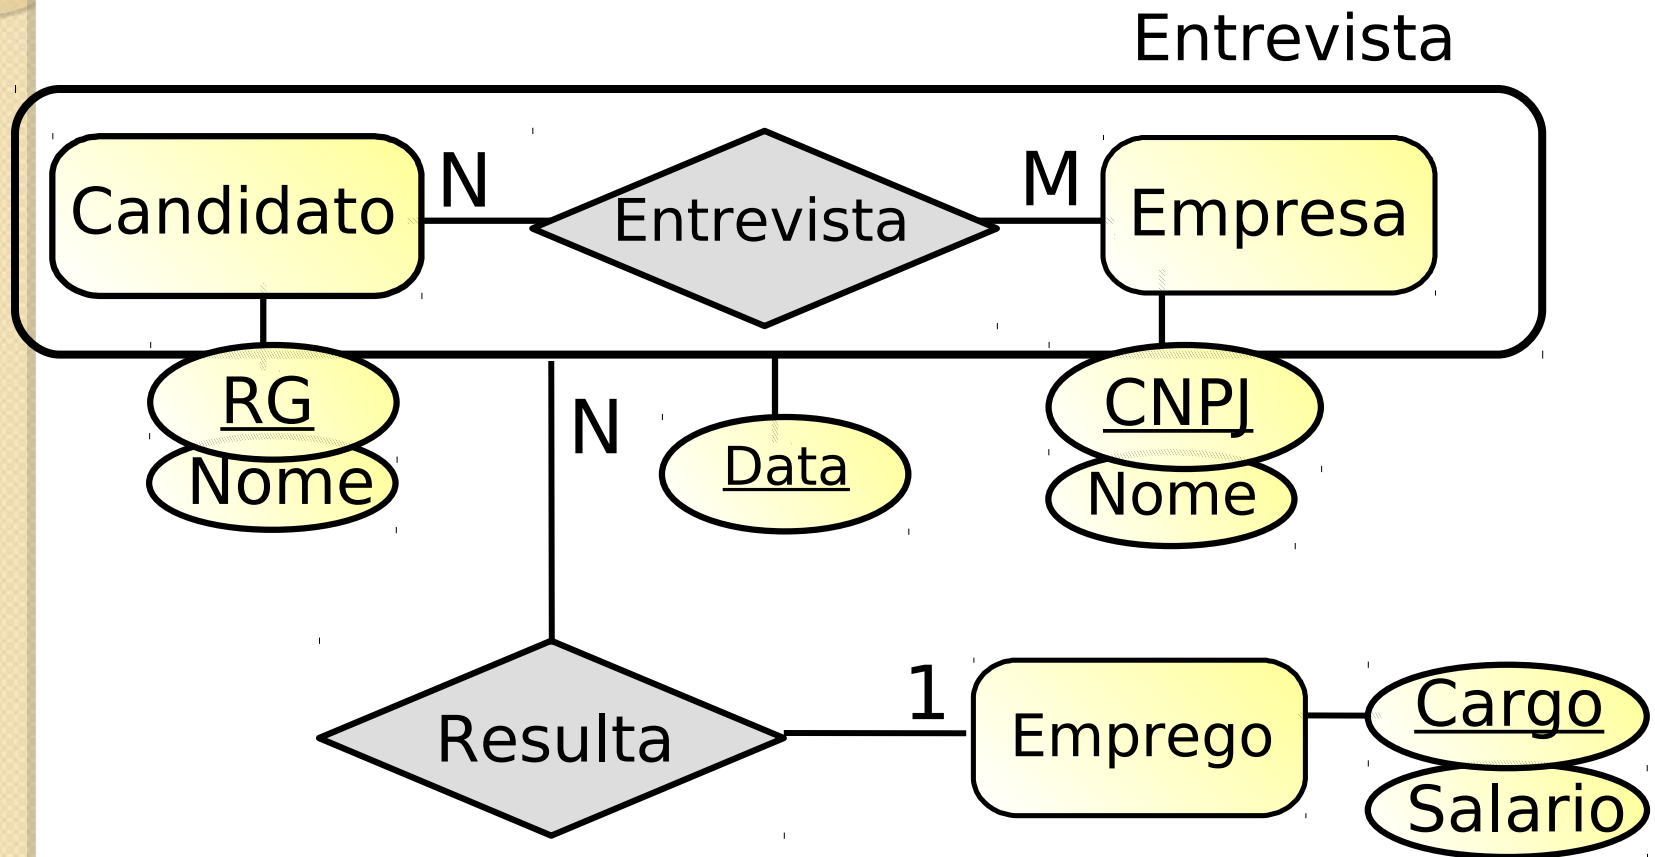 Entrevista
Candidato
N
Entrevista
M
Empresa
RG
Nome
N
Data
CNPJ
Nome
Resulta
1
Emprego
Cargo
Salario